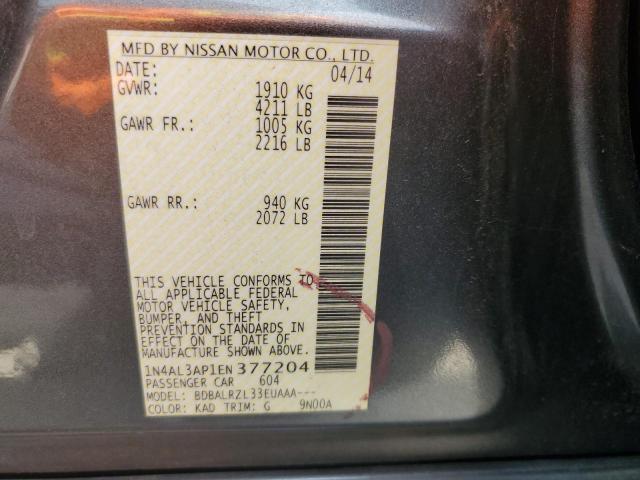 MFD BY NISSAN MOTOR CO., LTD.
DATE: 04/14
GVWR: 1910 KG
4211 LB
GAWR FR.: 1005 KG
2216 LB
GAWR RR.: 940 KG
2072 LB
THIS VEHICLE CONFORMS TO
ALL APPLICABLE FEDERAL
MOTOR VEHICLE SAFETY,
BUMPER, AND THEFT
PREVENTION STANDARDS IN
EFFECT ON THE DATE OF
MANUFACTURE SHOWN ABOVE.
1N4AL3AP1EN377204
PASSENGER CAR 604
MODEL: BDBALRZL33EUAAA---
COLOR: KAD TRIM: G 9N00A